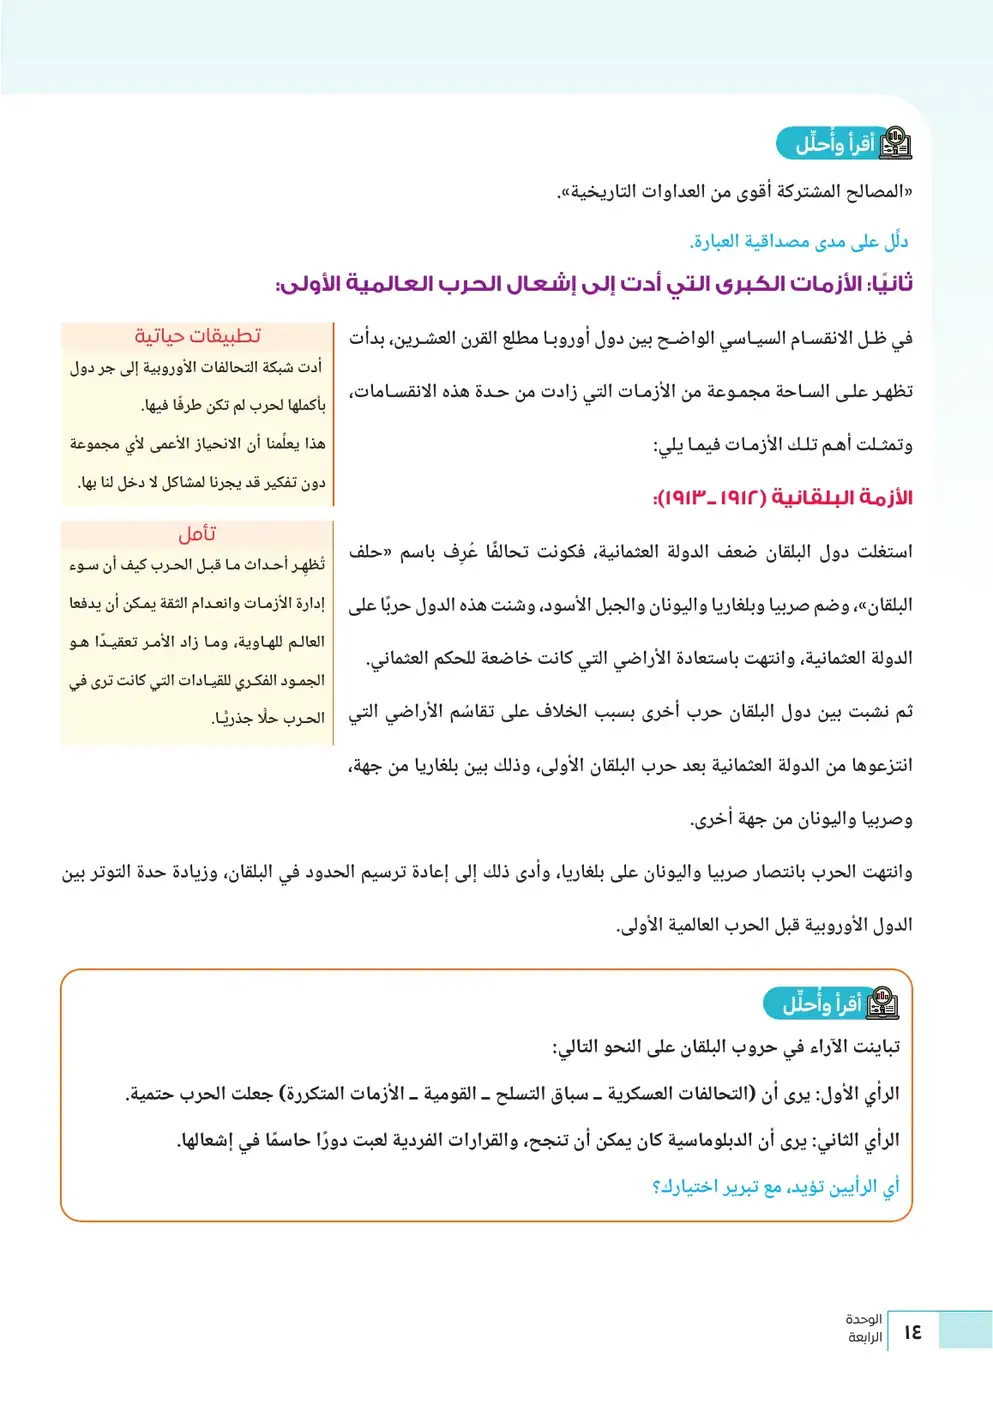 أقرأ وأُحلِّل
«المصالح المشتركة أقوى من العداوات التاريخية».
دلِّل على مدى مصداقية العبارة.
ثانيًا: الأزمات الكبرى التي أدت إلى إشعال الحرب العالمية الأولى:
في ظل الانقسام السياسي الواضح بين دول أوروبا مطلع القرن العشرين، بدأت
تظهر على الساحة مجموعة من الأزمات التي زادت من حدة هذه الانقسامات،
وتمثلت أهم تلك الأزمات فيما يلي:
الأزمة البلقانية (١٩١٢ ـ ١٩١٣):
استغلت دول البلقان ضعف الدولة العثمانية، فكونت تحالفًا عُرِف باسم «حلف
البلقان»، وضم صربيا وبلغاريا واليونان والجبل الأسود، وشنت هذه الدول حربًا على
الدولة العثمانية، وانتهت باستعادة الأراضي التي كانت خاضعة للحكم العثماني.
ثم نشبت بين دول البلقان حرب أخرى بسبب الخلاف على تقاسُم الأراضي التي
انتزعوها من الدولة العثمانية بعد حرب البلقان الأولى، وذلك بين بلغاريا من جهة،
وصربيا واليونان من جهة أخرى.
وانتهت الحرب بانتصار صربيا واليونان على بلغاريا، وأدى ذلك إلى إعادة ترسيم الحدود في البلقان، وزيادة حدة التوتر بين
الدول الأوروبية قبل الحرب العالمية الأولى.
تطبيقات حياتية
أدت شبكة التحالفات الأوروبية إلى جر دول
بأكملها لحرب لم تكن طرفًا فيها.
هذا يعلِّمنا أن الانحياز الأعمى لأي مجموعة
دون تفكير قد يجرنا لمشاكل لا دخل لنا بها.
تأمل
تُظهِر أحداث ما قبل الحرب كيف أن سوء
إدارة الأزمات وانعدام الثقة يمكن أن يدفعا
العالم للهاوية، وما زاد الأمر تعقيدًا هو
الجمود الفكري للقيادات التي كانت ترى في
الحرب حلًّا جذريًّا.
أقرأ وأُحلِّل
تباينت الآراء في حروب البلقان على النحو التالي:
الرأي الأول: يرى أن (التحالفات العسكرية ــ سباق التسلح ــ القومية ــ الأزمات المتكررة) جعلت الحرب حتمية.
الرأي الثاني: يرى أن الدبلوماسية كان يمكن أن تنجح، والقرارات الفردية لعبت دورًا حاسمًا في إشعالها.
أي الرأيين تؤيد، مع تبرير اختيارك؟
الوحدة
الرابعة
١٤